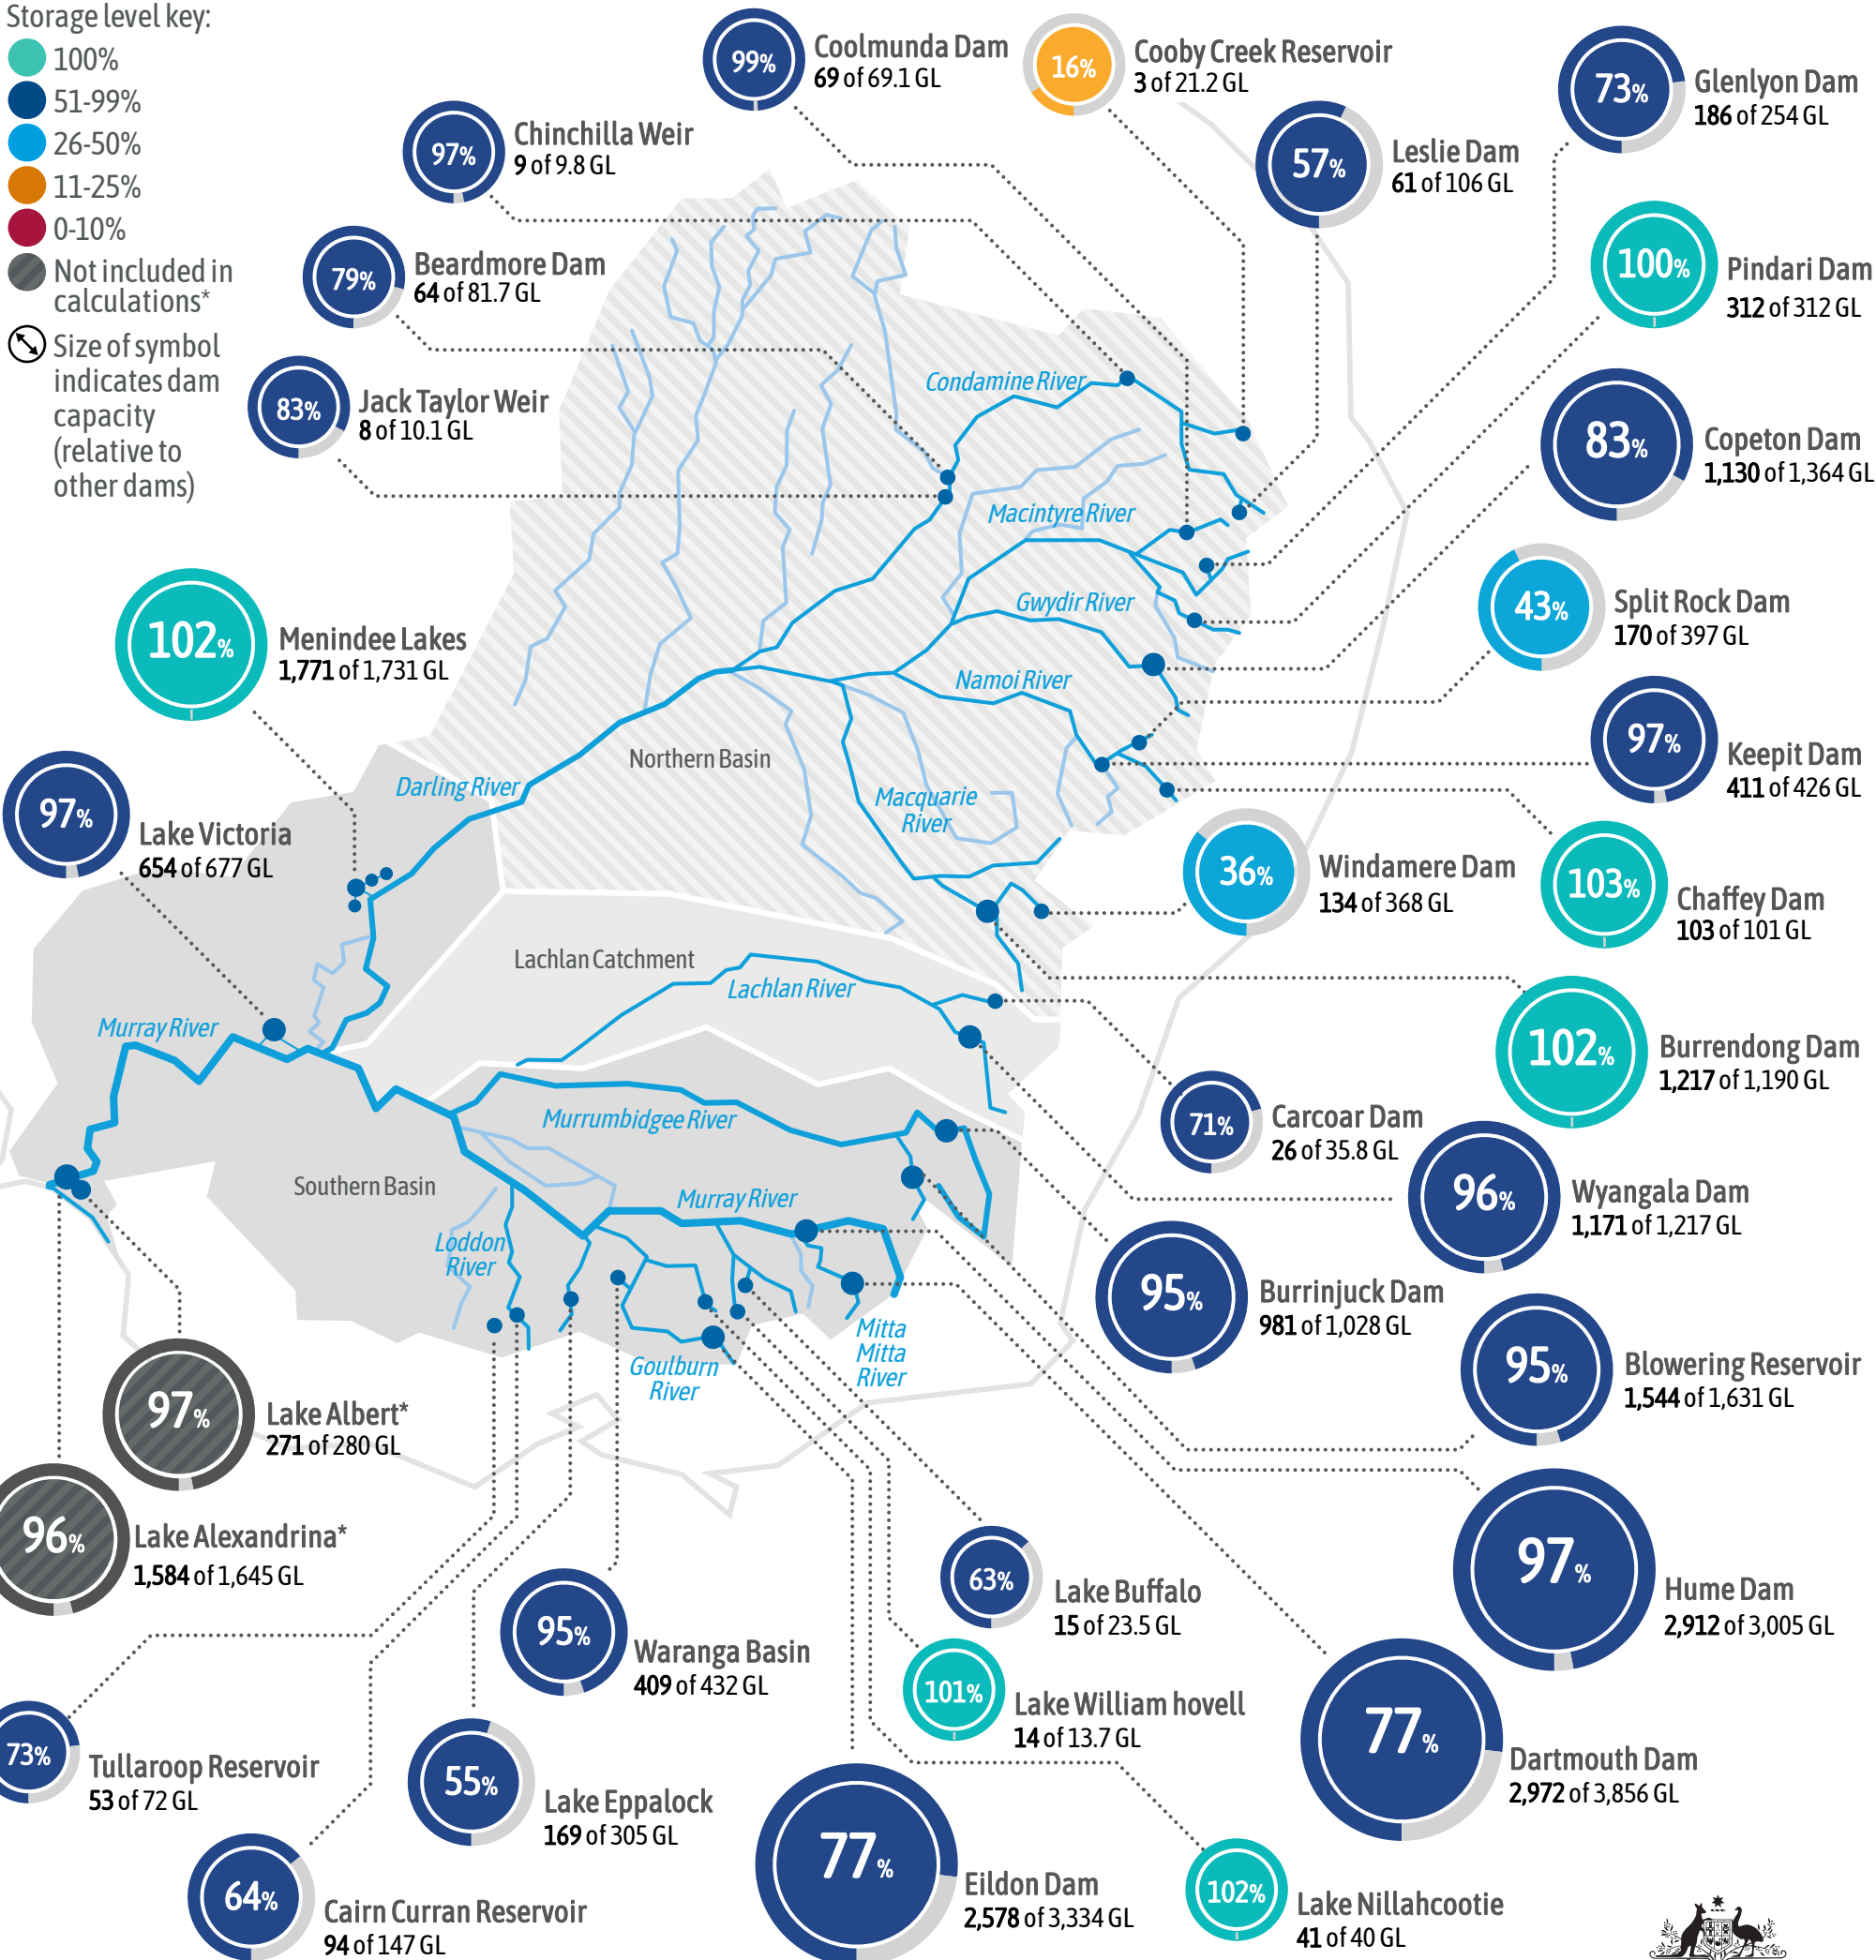 Storage level key:
100%
51-99%
26-50%
11-25%
0-10%
Not included in
calculations*
Size of symbol
indicates dam
capacity
(relative to
other dams)
99%
Coolmunda Dam
69 of 69.1 GL
16%
Cooby Creek Reservoir
3 of 21.2 GL
73%
Glenlyon Dam
186 of 254 GL
97%
Chinchilla Weir
9 of 9.8 GL
57%
Leslie Dam
61 of 106 GL
79%
Beardmore Dam
64 of 81.7 GL
100%
Pindari Dam
312 of 312 GL
83%
Jack Taylor Weir
8 of 10.1 GL
83%
Copeton Dam
1,130 of 1,364 GL
Condamine River
Macintyre River
Gwydir River
Namoi River
43%
Split Rock Dam
170 of 397 GL
102%
Menindee Lakes
1,771 of 1,731 GL
97%
Keepit Dam
411 of 426 GL
Northern Basin
Darling River
Macquarie
River
97%
Lake Victoria
654 of 677 GL
36%
Windamere Dam
134 of 368 GL
103%
Chaffey Dam
103 of 101 GL
Lachlan Catchment
Lachlan River
Murray River
102%
Burrendong Dam
1,217 of 1,190 GL
71%
Carcoar Dam
26 of 35.8 GL
Murrumbidgee River
96%
Wyangala Dam
1,171 of 1,217 GL
Southern Basin
Murray River
Loddon
River
95%
Burrinjuck Dam
981 of 1,028 GL
Goulburn
River
Mitta
Mitta
River
95%
Blowering Reservoir
1,544 of 1,631 GL
97%
Lake Albert*
271 of 280 GL
96%
Lake Alexandrina*
1,584 of 1,645 GL
97%
Hume Dam
2,912 of 3,005 GL
63%
Lake Buffalo
15 of 23.5 GL
95%
Waranga Basin
409 of 432 GL
101%
Lake William hovell
14 of 13.7 GL
77%
Dartmouth Dam
2,972 of 3,856 GL
73%
Tullaroop Reservoir
53 of 72 GL
55%
Lake Eppalock
169 of 305 GL
77%
Eildon Dam
2,578 of 3,334 GL
102%
Lake Nillahcootie
41 of 40 GL
64%
Cairn Curran Reservoir
94 of 147 GL